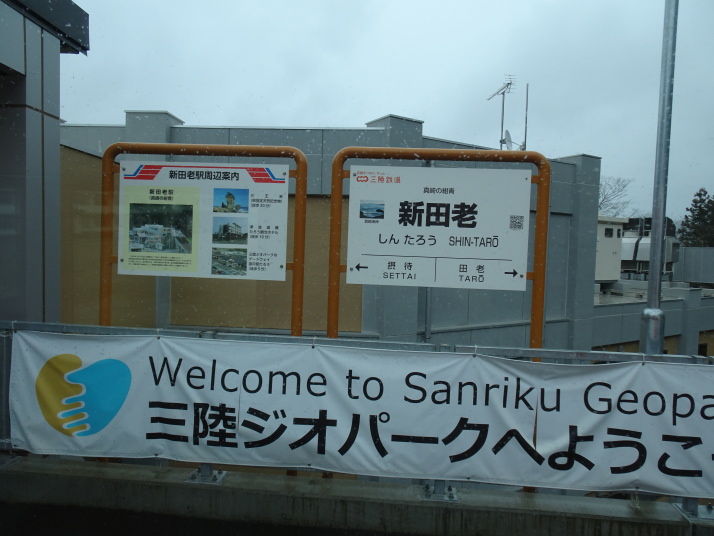 新田老駅周辺案内
新田老駅
三陸鉄道
真崎の紺青
新田老
しんたろう SHIN-TARŌ
摂待
SETTAI
田老
TARŌ
Welcome to Sanriku Geopa
三陸ジオパークへようこそ